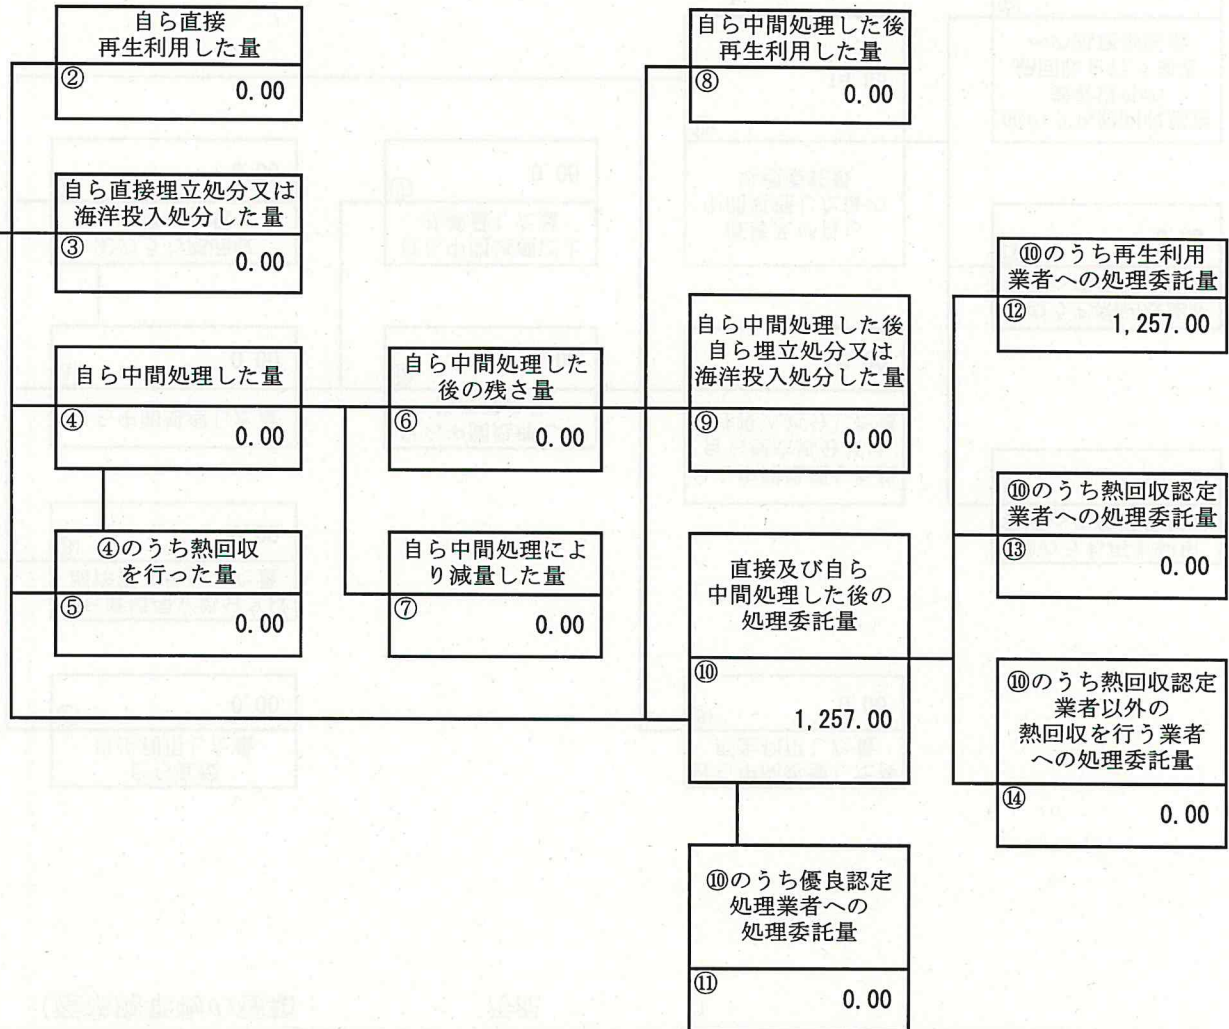 自ら直接
再生利用した量
② 0.00
自ら直接埋立処分又は
海洋投入処分した量
③ 0.00
自ら中間処理した量
④ 0.00
④のうち熱回収
を行った量
⑤ 0.00
自ら中間処理した
後の残さ量
⑥ 0.00
自ら中間処理によ
り減量した量
⑦ 0.00
自ら中間処理した後
再生利用した量
⑧ 0.00
自ら中間処理した後
自ら埋立処分又は
海洋投入処分した量
⑨ 0.00
直接及び自ら
中間処理した後の
処理委託量
⑩ 1,257.00
⑩のうち優良認定
処理業者への
処理委託量
⑪ 0.00
⑩のうち再生利用
業者への処理委託量
⑫ 1,257.00
⑩のうち熱回収認定
業者への処理委託量
⑬ 0.00
⑩のうち熱回収認定
業者以外の
熱回収を行う業者
への処理委託量
⑭ 0.00